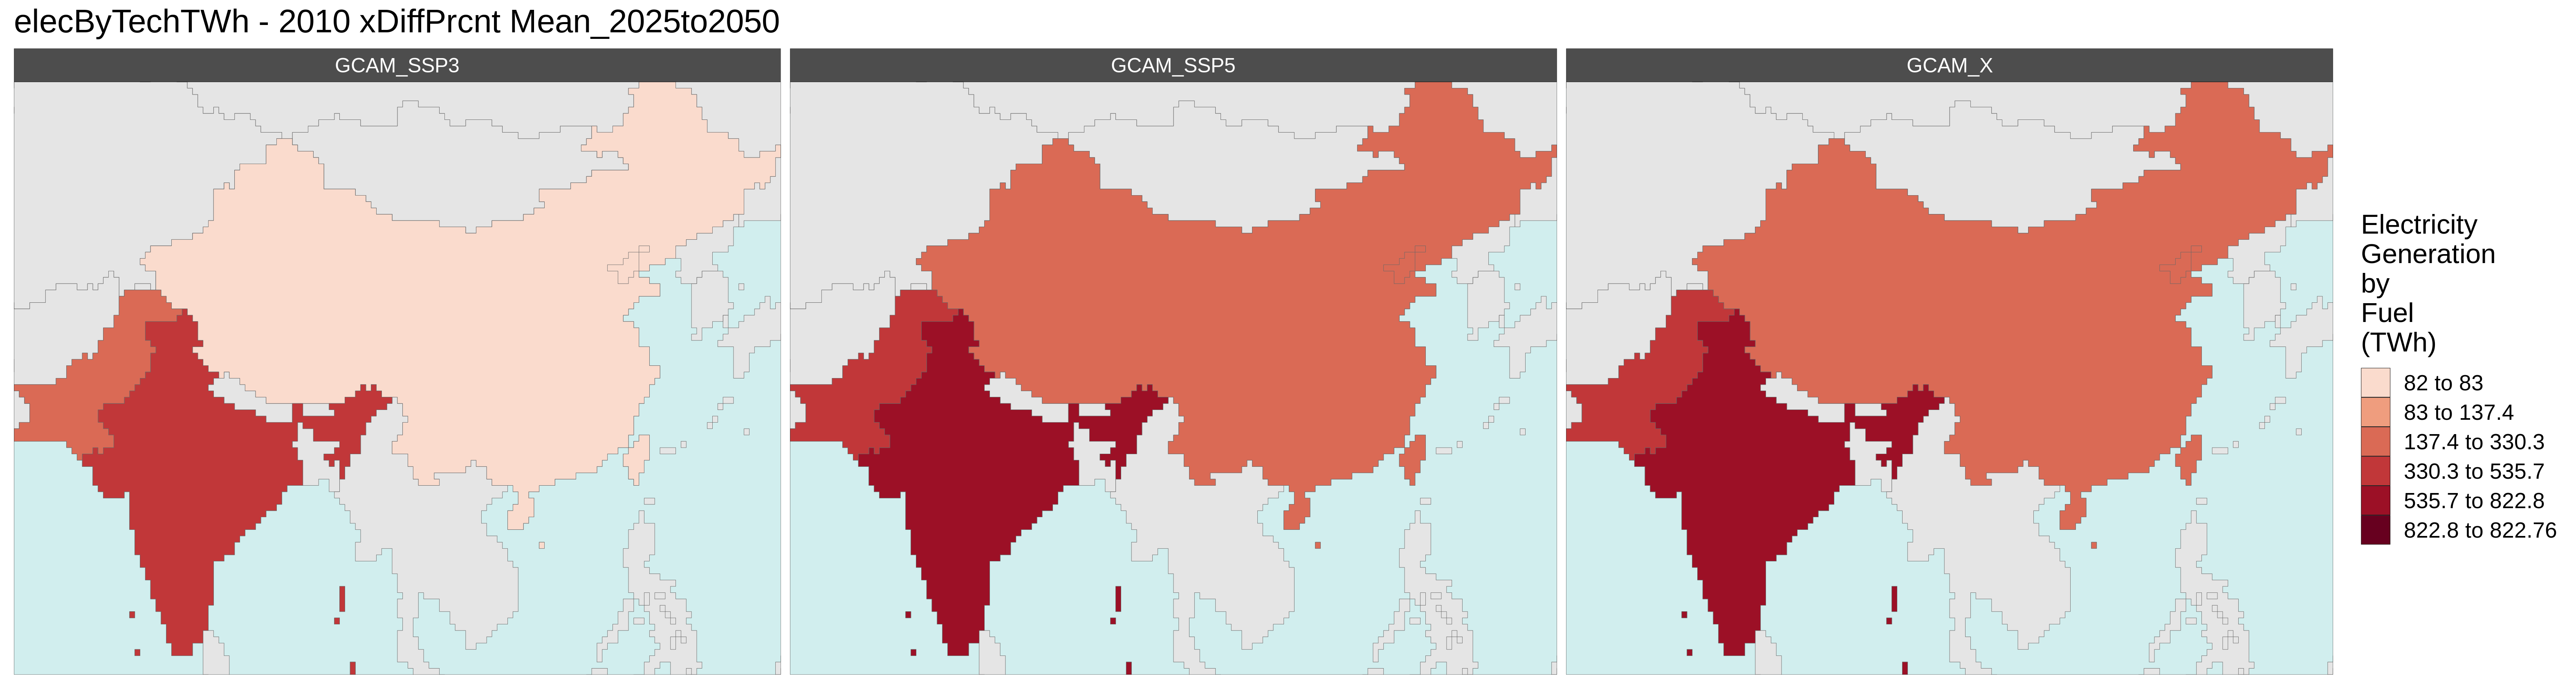 elecByTechTWh - 2010 xDiffPrcnt Mean_2025to2050
GCAM_SSP3
GCAM_SSP5
GCAM_X
Electricity
Generation
by
Fuel
(TWh)
82 to 83
83 to 137.4
137.4 to 330.3
330.3 to 535.7
535.7 to 822.8
822.8 to 822.76